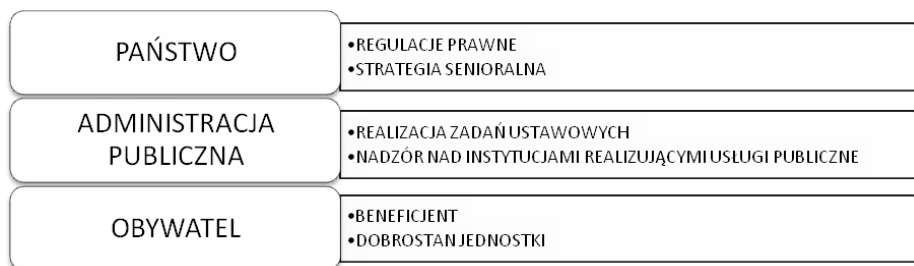 PAŃSTWO
•REGULACJE PRAWNE
•STRATEGIA SENIORALNA
ADMINISTRACJA
PUBLICZNA
•REALIZACJA ZADAŃ USTAWOWYCH
•NADZÓR NAD INSTYTUCJAMI REALIZUJĄCYMI USŁUGI PUBLICZNE
OBYWATEL
•BENEFICJENT
•DOBROSTAN JEDNOSTKI